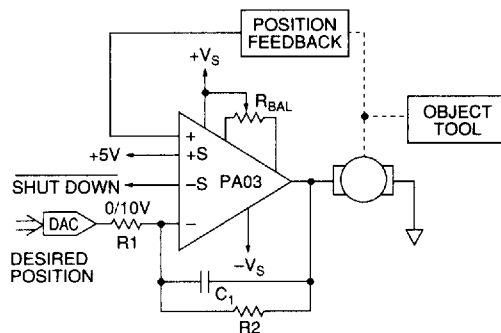 POSITION
FEEDBACK
+VS
RBAL
OBJECT
TOOL
+
+5V
+S
SHUT DOWN
−S
PA03
0/10V
DAC
−
R1
DESIRED
POSITION
−VS
C1
R2